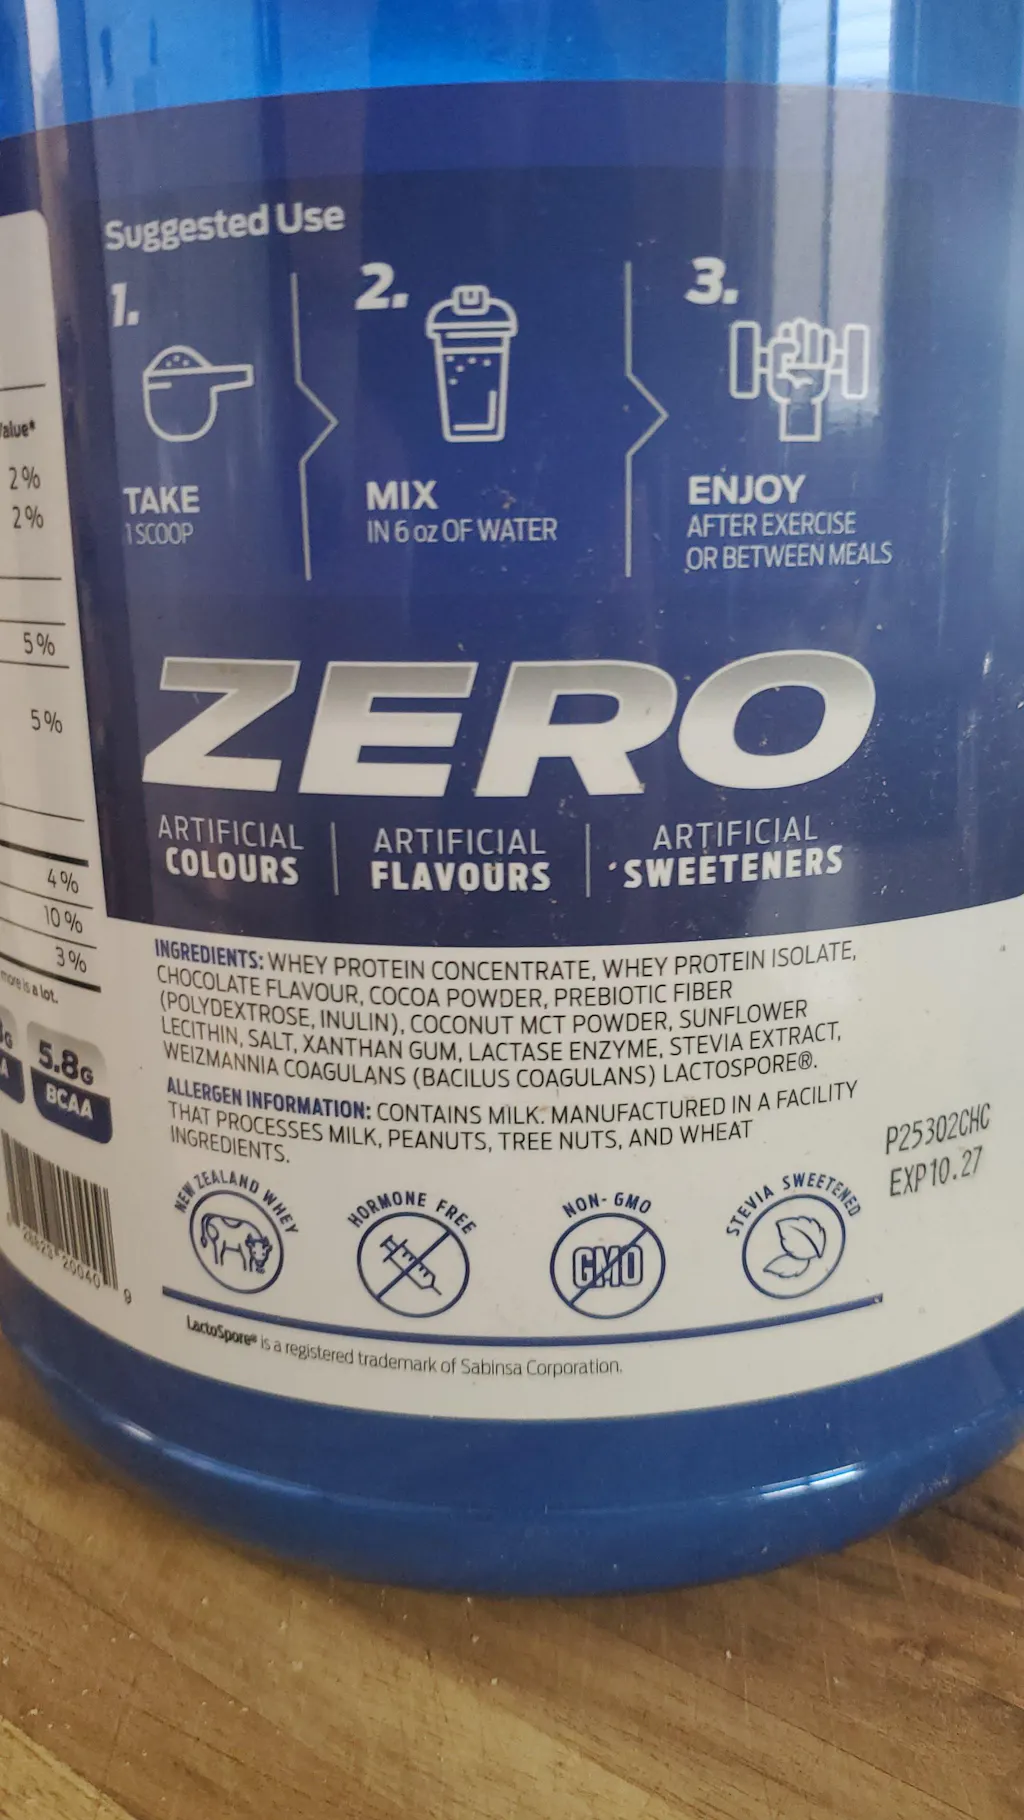 Suggested Use
1.
TAKE
1 SCOOP
2.
MIX
IN 6 oz OF WATER
3.
ENJOY
AFTER EXERCISE
OR BETWEEN MEALS
2%
2%
5%
5%
4%
10%
3%
more is a lot.
5.8G
BCAA
ZERO
ARTIFICIAL
COLOURS
ARTIFICIAL
FLAVOURS
ARTIFICIAL
SWEETENERS
INGREDIENTS: WHEY PROTEIN CONCENTRATE, WHEY PROTEIN ISOLATE,
CHOCOLATE FLAVOUR, COCOA POWDER, PREBIOTIC FIBER
(POLYDEXTROSE, INULIN), COCONUT MCT POWDER, SUNFLOWER
LECITHIN, SALT, XANTHAN GUM, LACTASE ENZYME, STEVIA EXTRACT,
WEIZMANNIA COAGULANS (BACILUS COAGULANS) LACTOSPORE®.
ALLERGEN INFORMATION: CONTAINS MILK. MANUFACTURED IN A FACILITY
THAT PROCESSES MILK, PEANUTS, TREE NUTS, AND WHEAT
INGREDIENTS.
P25302CHC
EXP10.27
NEW ZEALAND WHEY
HORMONE FREE
NON-GMO
GMO
STEVIA SWEETENED
LactoSpore® is a registered trademark of Sabinsa Corporation.